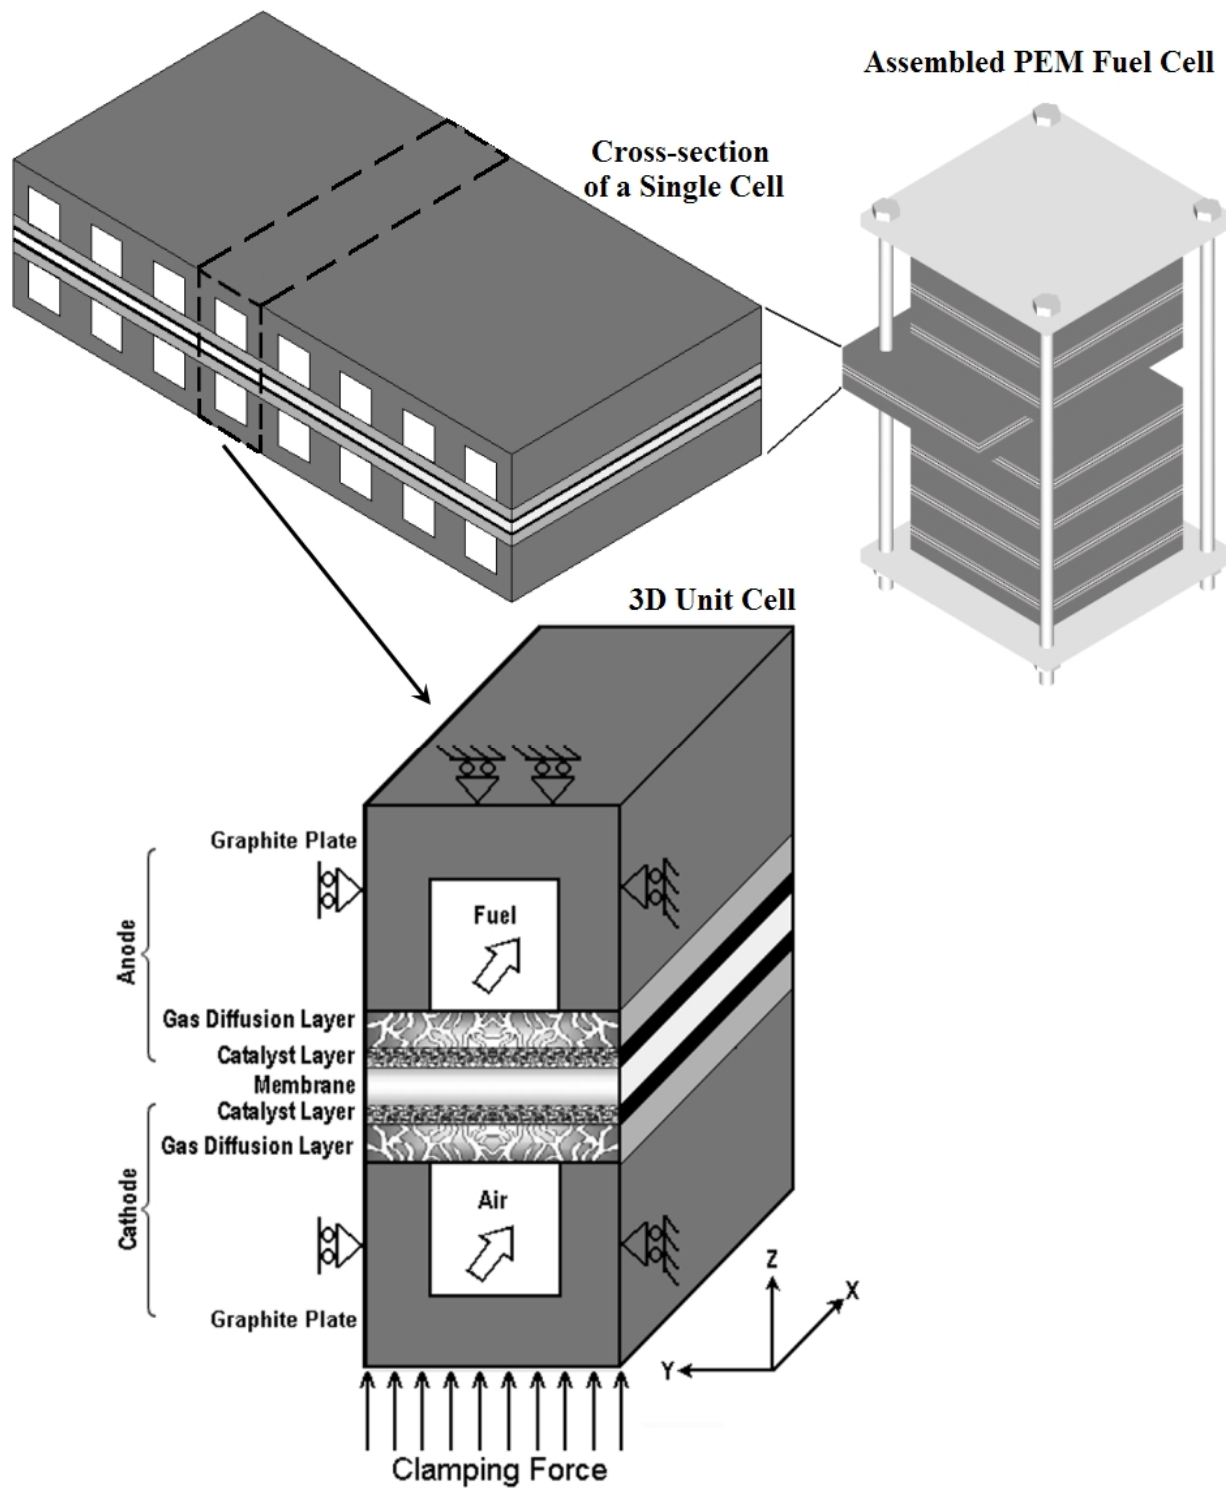 Assembled PEM Fuel Cell
Cross-section
of a Single Cell
3D Unit Cell
Graphite Plate
Anode
Fuel
Gas Diffusion Layer
Catalyst Layer
Membrane
Catalyst Layer
Gas Diffusion Layer
Cathode
Air
Graphite Plate
Z
X
Y
Clamping Force